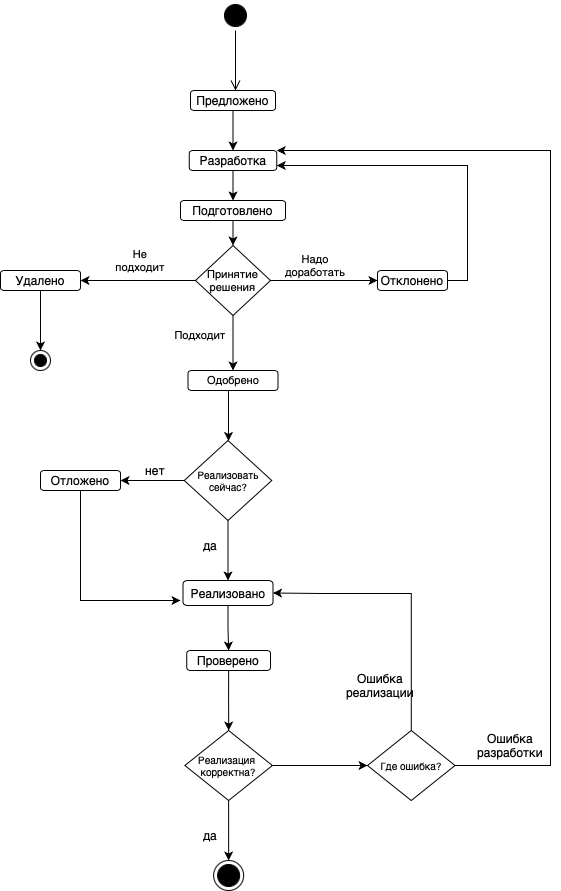 Предложено
Разработка
Подготовлено
Не
подходит
Надо
доработать
Удалено
Принятие
решения
Отклонено
Подходит
Одобрено
нет
Реализовать
сейчас?
Отложено
да
Реализовано
Проверено
Ошибка
реализации
Ошибка
разработки
Реализация
корректна?
Где ошибка?
да